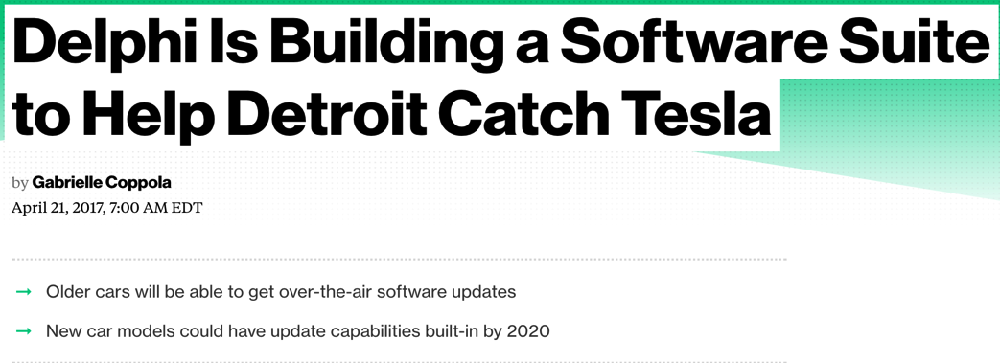 Delphi Is Building a Software Suite
to Help Detroit Catch Tesla
by Gabrielle Coppola
April 21, 2017, 7:00 AM EDT
→ Older cars will be able to get over-the-air software updates
→ New car models could have update capabilities built-in by 2020